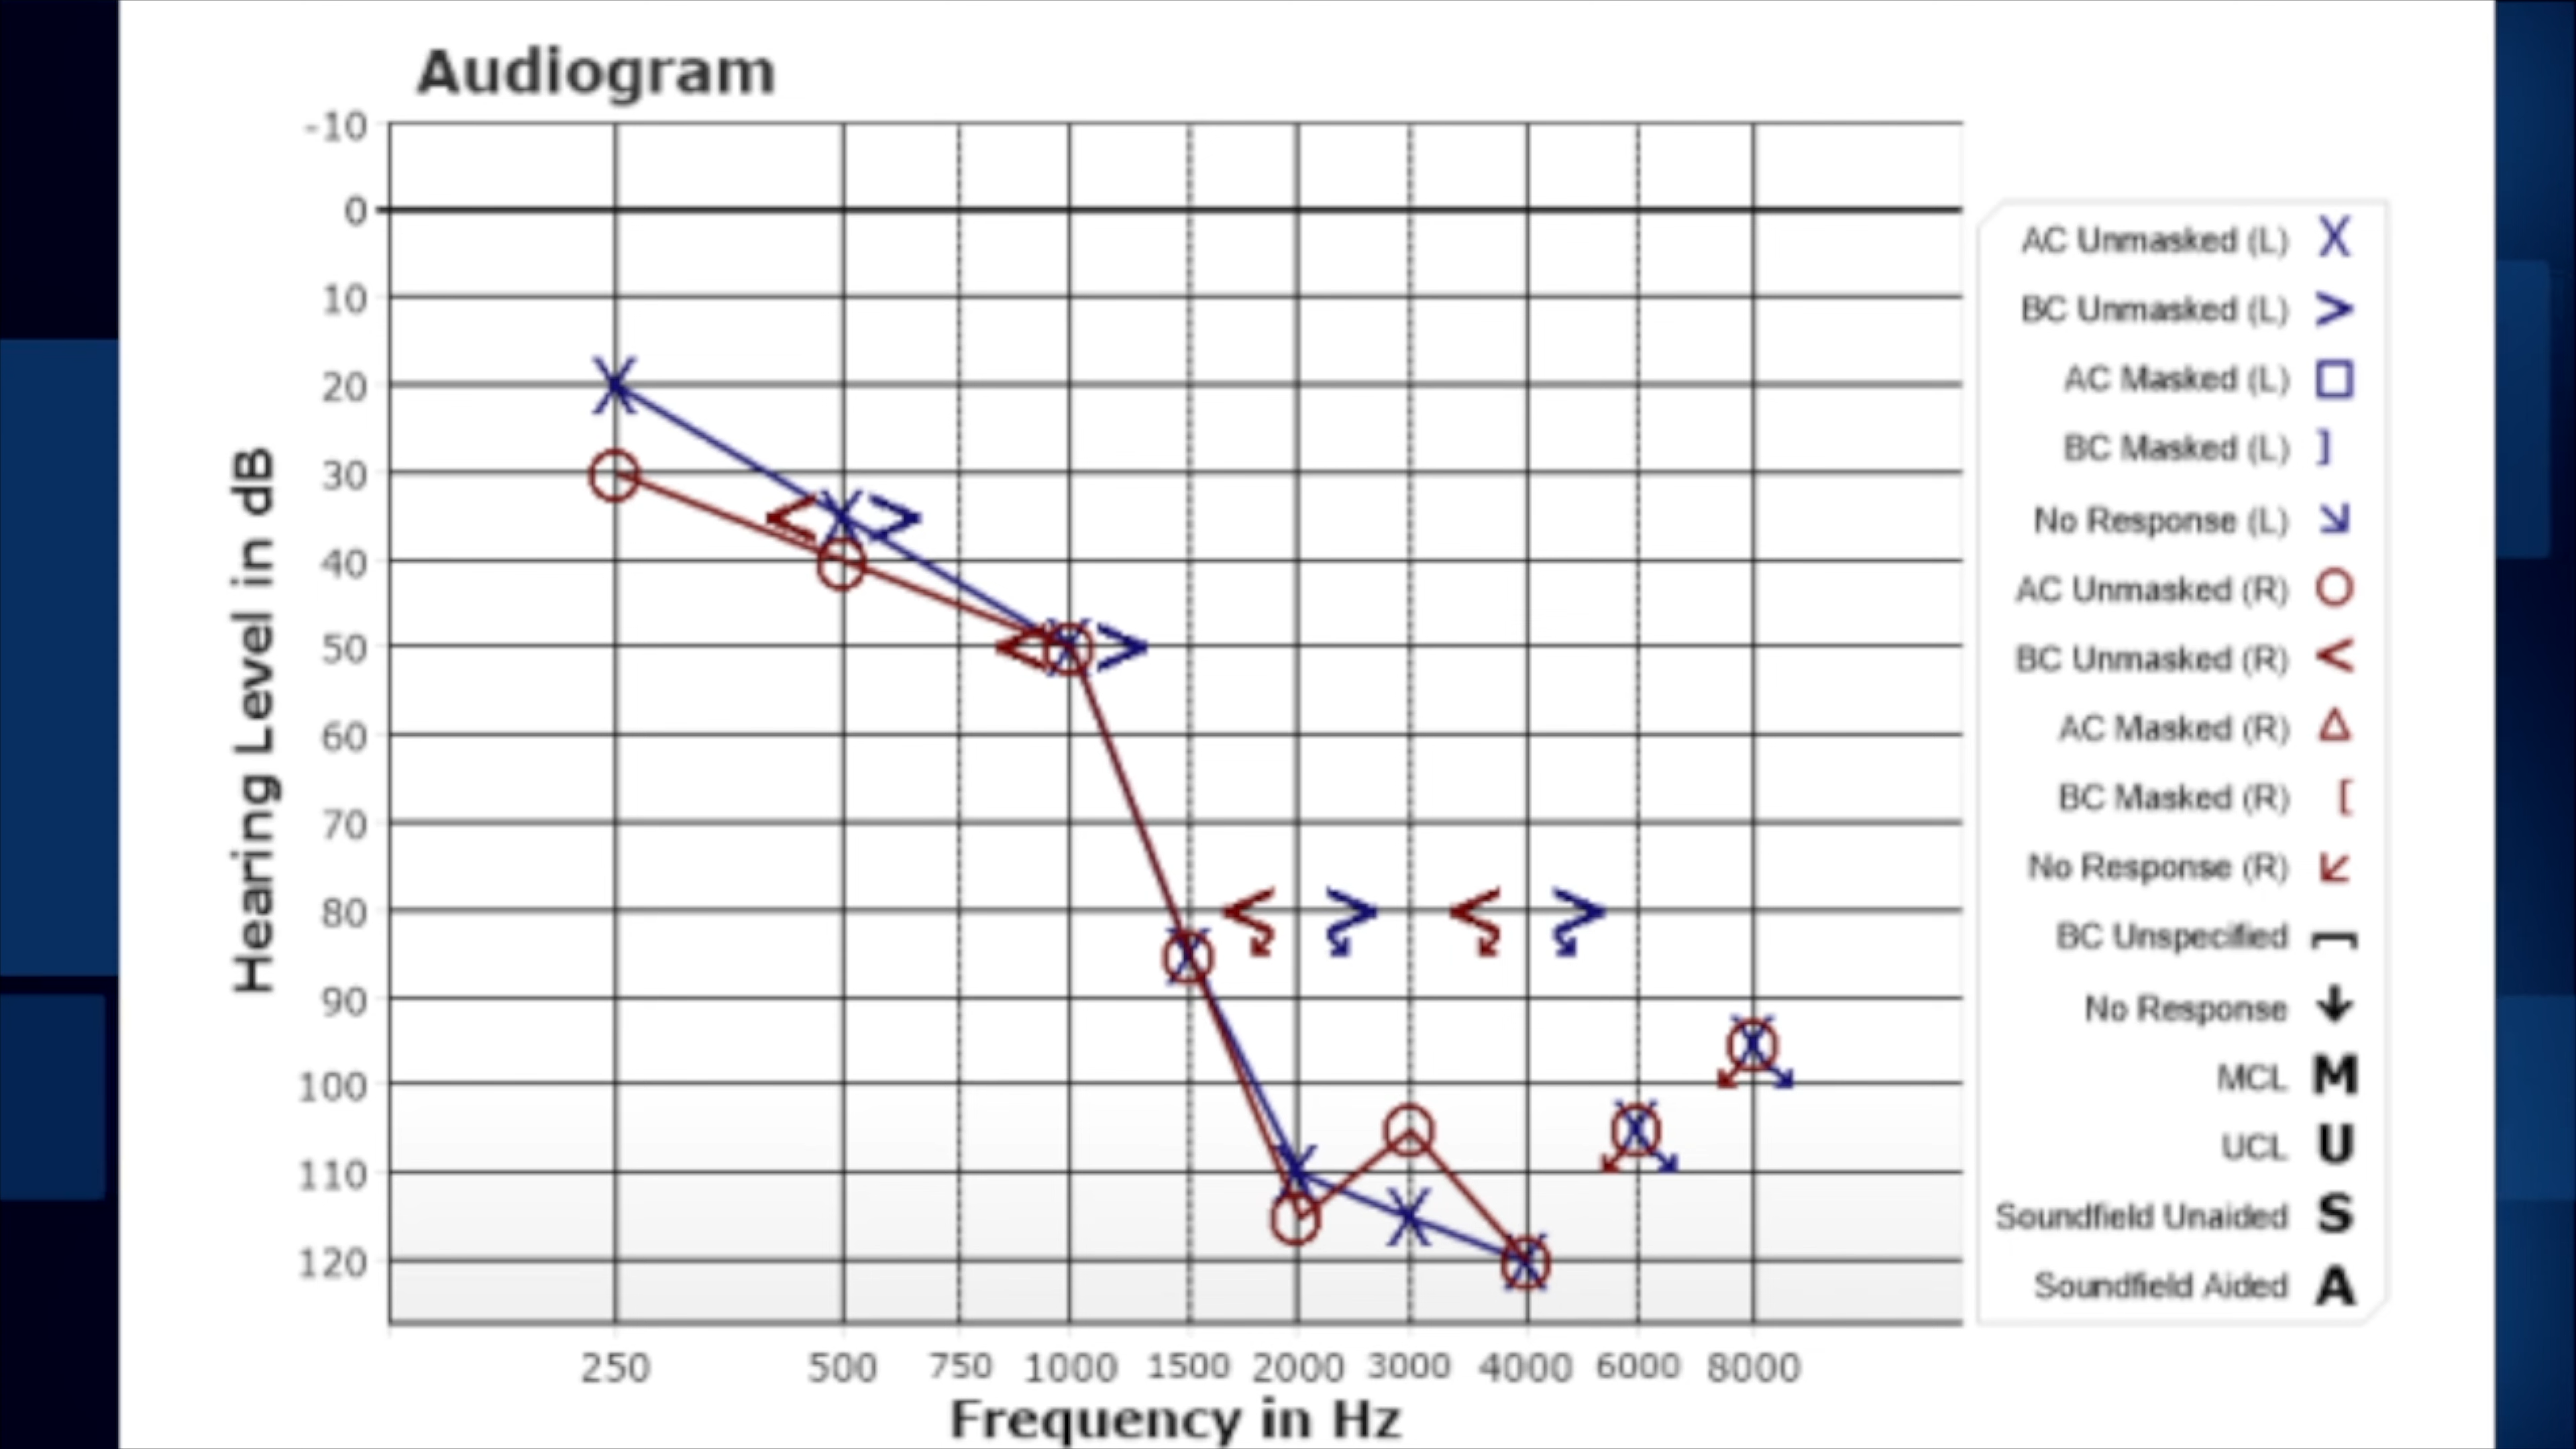 Audiogram
-10
0
10
20
30
40
50
60
70
80
90
100
110
120
Hearing Level in dB
250 500 750 1000 1500 2000 3000 4000 6000 8000
Frequency in Hz
AC Unmasked (L) X
BC Unmasked (L) >
AC Masked (L)
BC Masked (L) ]
No Response (L)
AC Unmasked (R)
BC Unmasked (R) <
AC Masked (R)
BC Masked (R) [
No Response (R)
BC Unspecified
No Response
MCL M
UCL U
Soundfield Unaided S
Soundfield Aided A